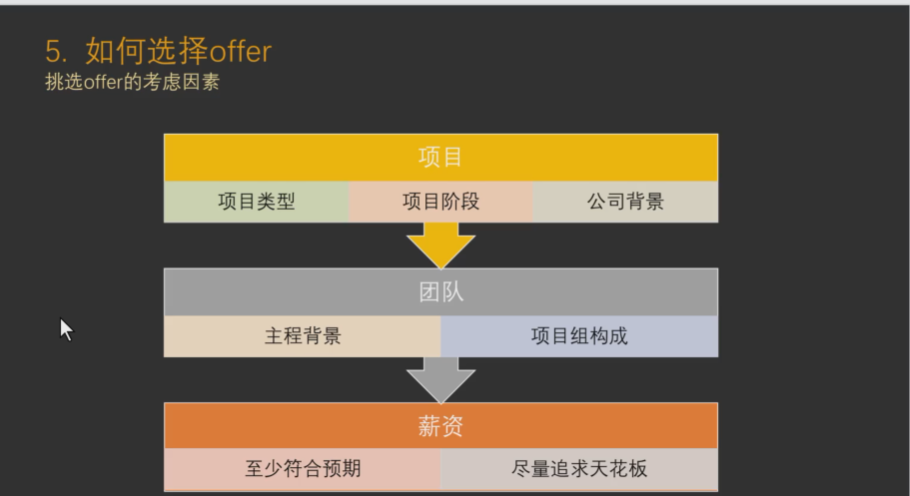 5. 如何选择offer
挑选offer的考虑因素
项目
项目类型 项目阶段 公司背景
团队
主程背景 项目组构成
薪资
至少符合预期 尽量追求天花板